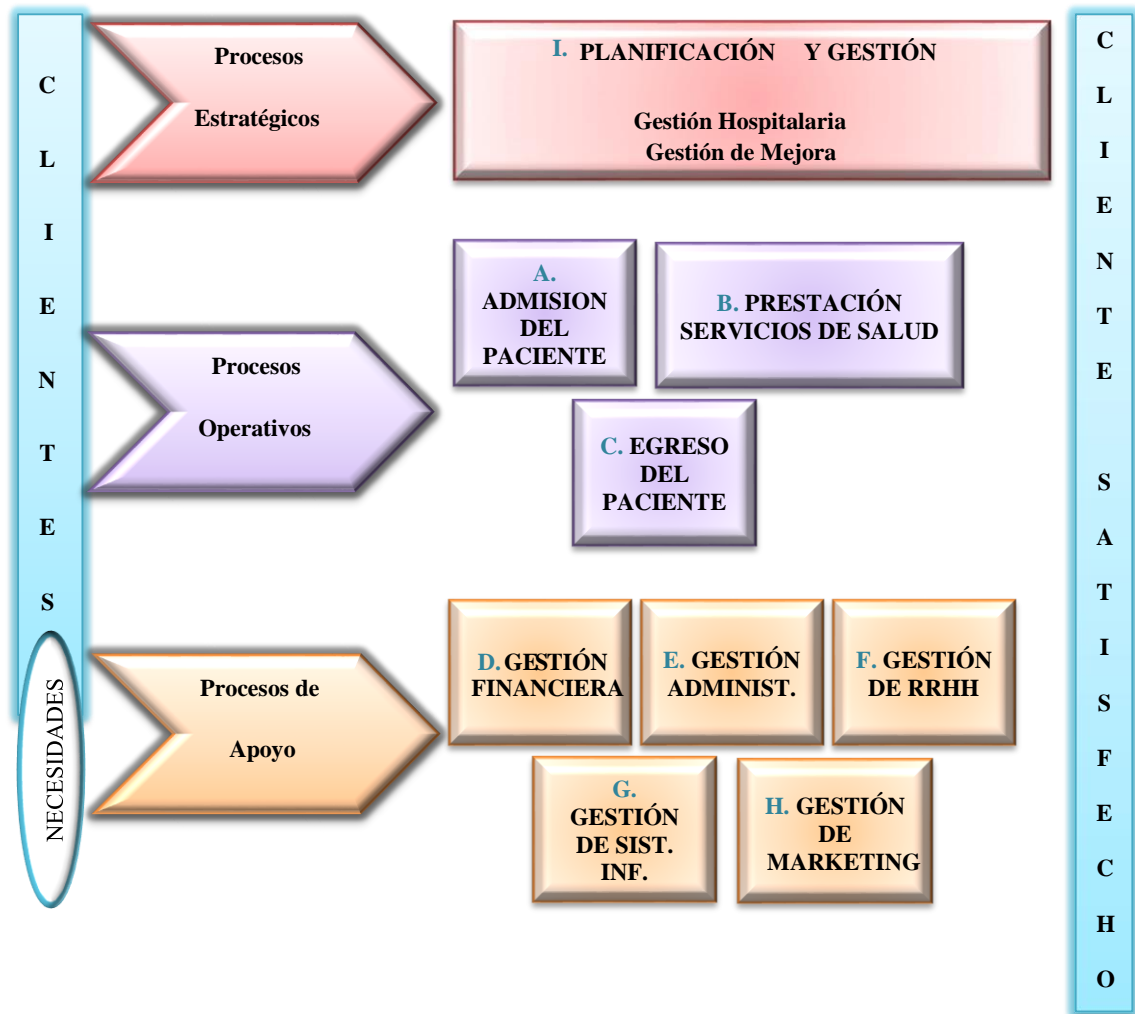 CLIENTES
NECESIDADES
Procesos
Estratégicos
I. PLANIFICACIÓN Y GESTIÓN
Gestión Hospitalaria
Gestión de Mejora
Procesos
Operativos
A.
ADMISION
DEL
PACIENTE
B. PRESTACIÓN
SERVICIOS DE SALUD
C. EGRESO
DEL
PACIENTE
Procesos de
Apoyo
D. GESTIÓN
FINANCIERA
E. GESTIÓN
ADMINIST.
F. GESTIÓN
DE RRHH
G.
GESTIÓN
DE SIST.
INF.
H. GESTIÓN
DE
MARKETING
CLIENTE SATISFECHO